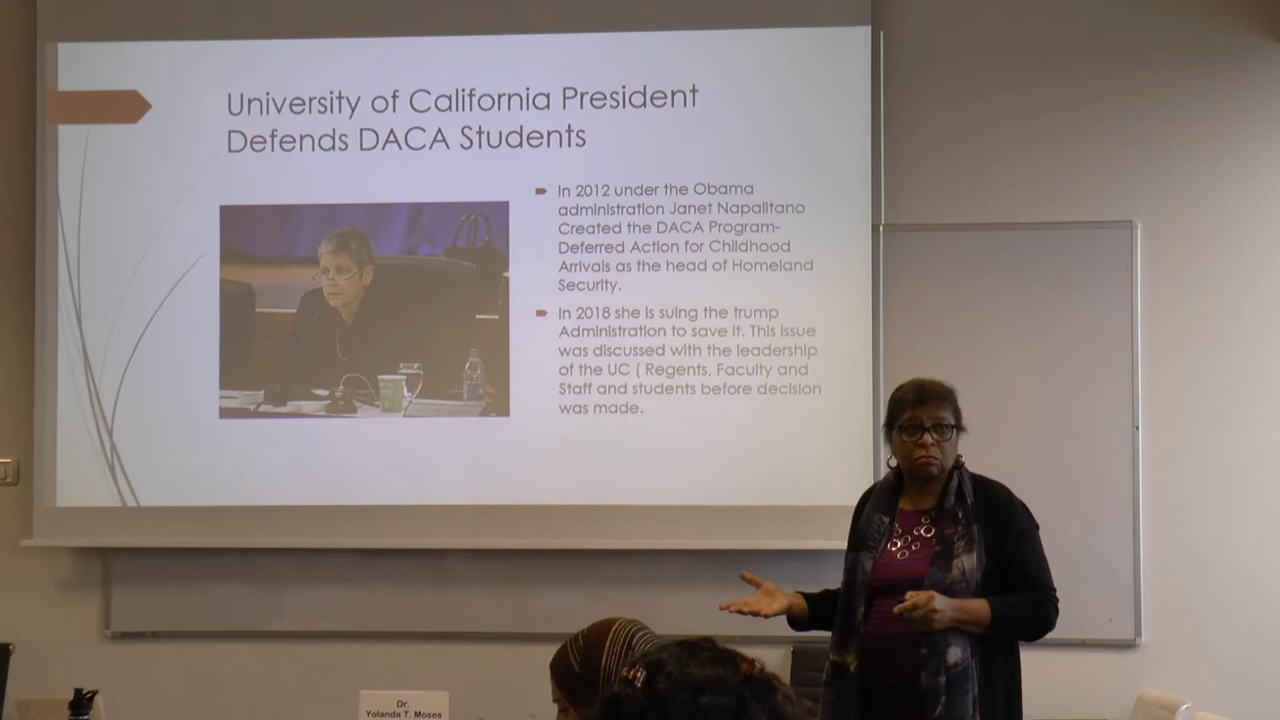 University of California President
Defends DACA Students
In 2012 under the Obama
administration Janet Napalitano
Created the DACA Program-
Deferred Action for Childhood
Arrivals as the head of Homeland
Security.
In 2018 she is suing the trump
Administration to save it. This issue
was discussed with the leadership
of the UC ( Regents, Faculty and
Staff and students before decision
was made.
Dr.
Yolanda T. Moses